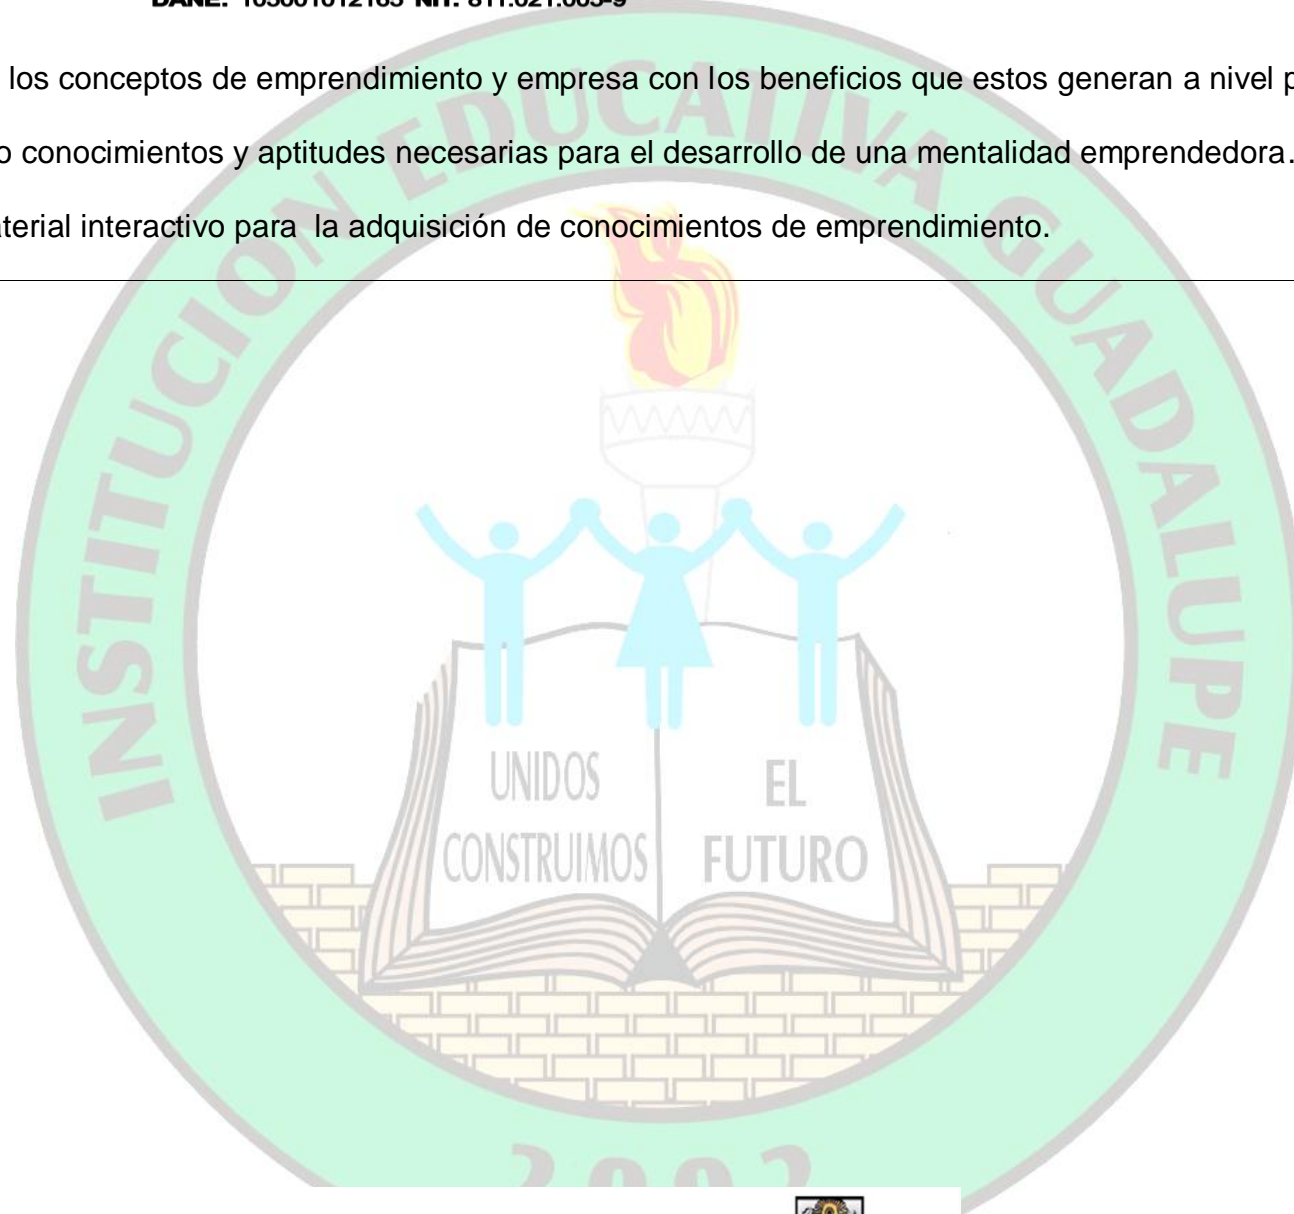 los conceptos de emprendimiento y empresa con los beneficios que estos generan a nivel
conocimientos y aptitudes necesarias para el desarrollo de una mentalidad emprendedora.
interactivo para la adquisición de conocimientos de emprendimiento.
INSTITUCION EDUCATIVA GUADALUPE
UNIDOS
CONSTRUIMOS
EL
FUTURO
2002